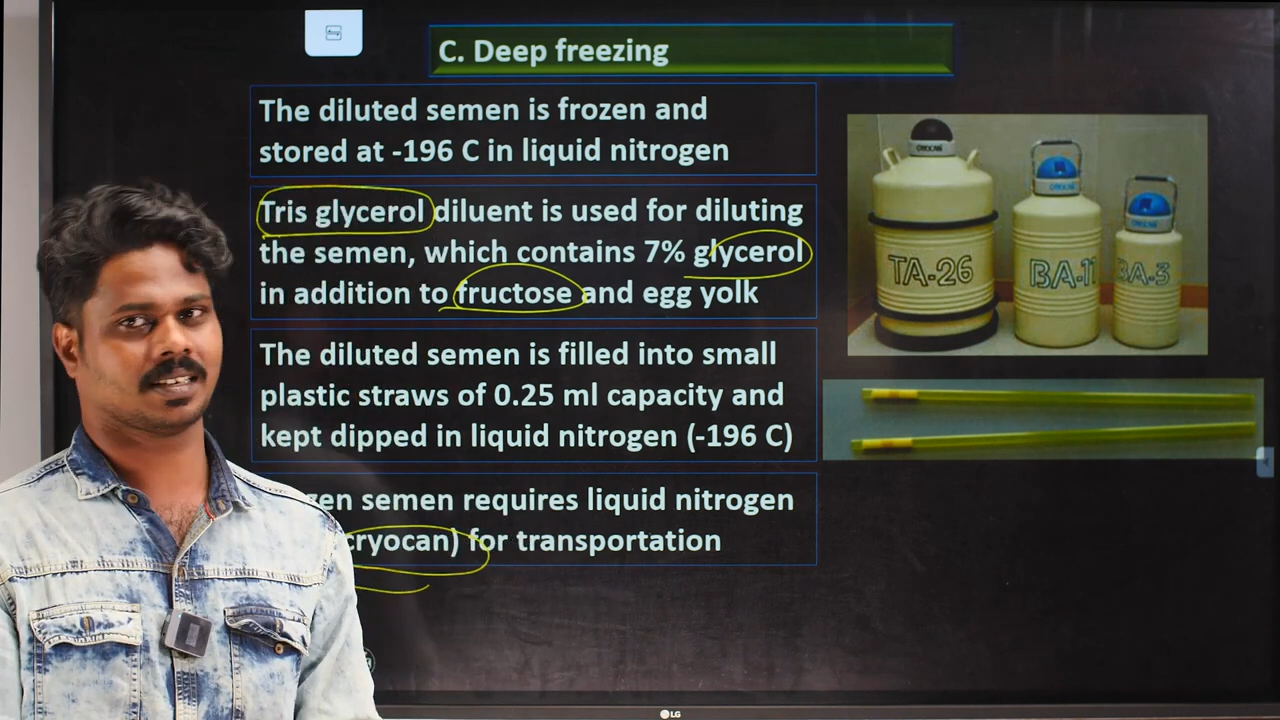 C. Deep freezing
The diluted semen is frozen and
stored at -196 C in liquid nitrogen
Tris glycerol diluent is used for diluting
the semen, which contains 7% glycerol
in addition to fructose and egg yolk
The diluted semen is filled into small
plastic straws of 0.25 ml capacity and
kept dipped in liquid nitrogen (-196 C)
semen requires liquid nitrogen
cryocan) for transportation
TA-26
BA-3
LG